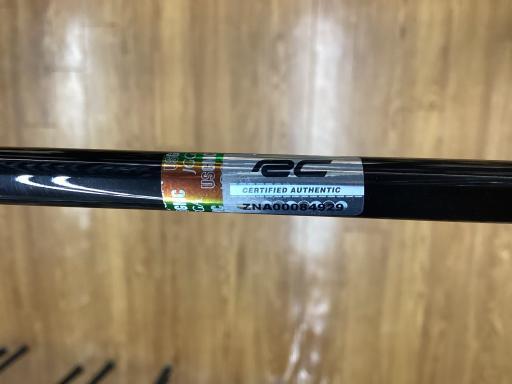 RC
CERTIFIED AUTHENTIC
ZNA00084929